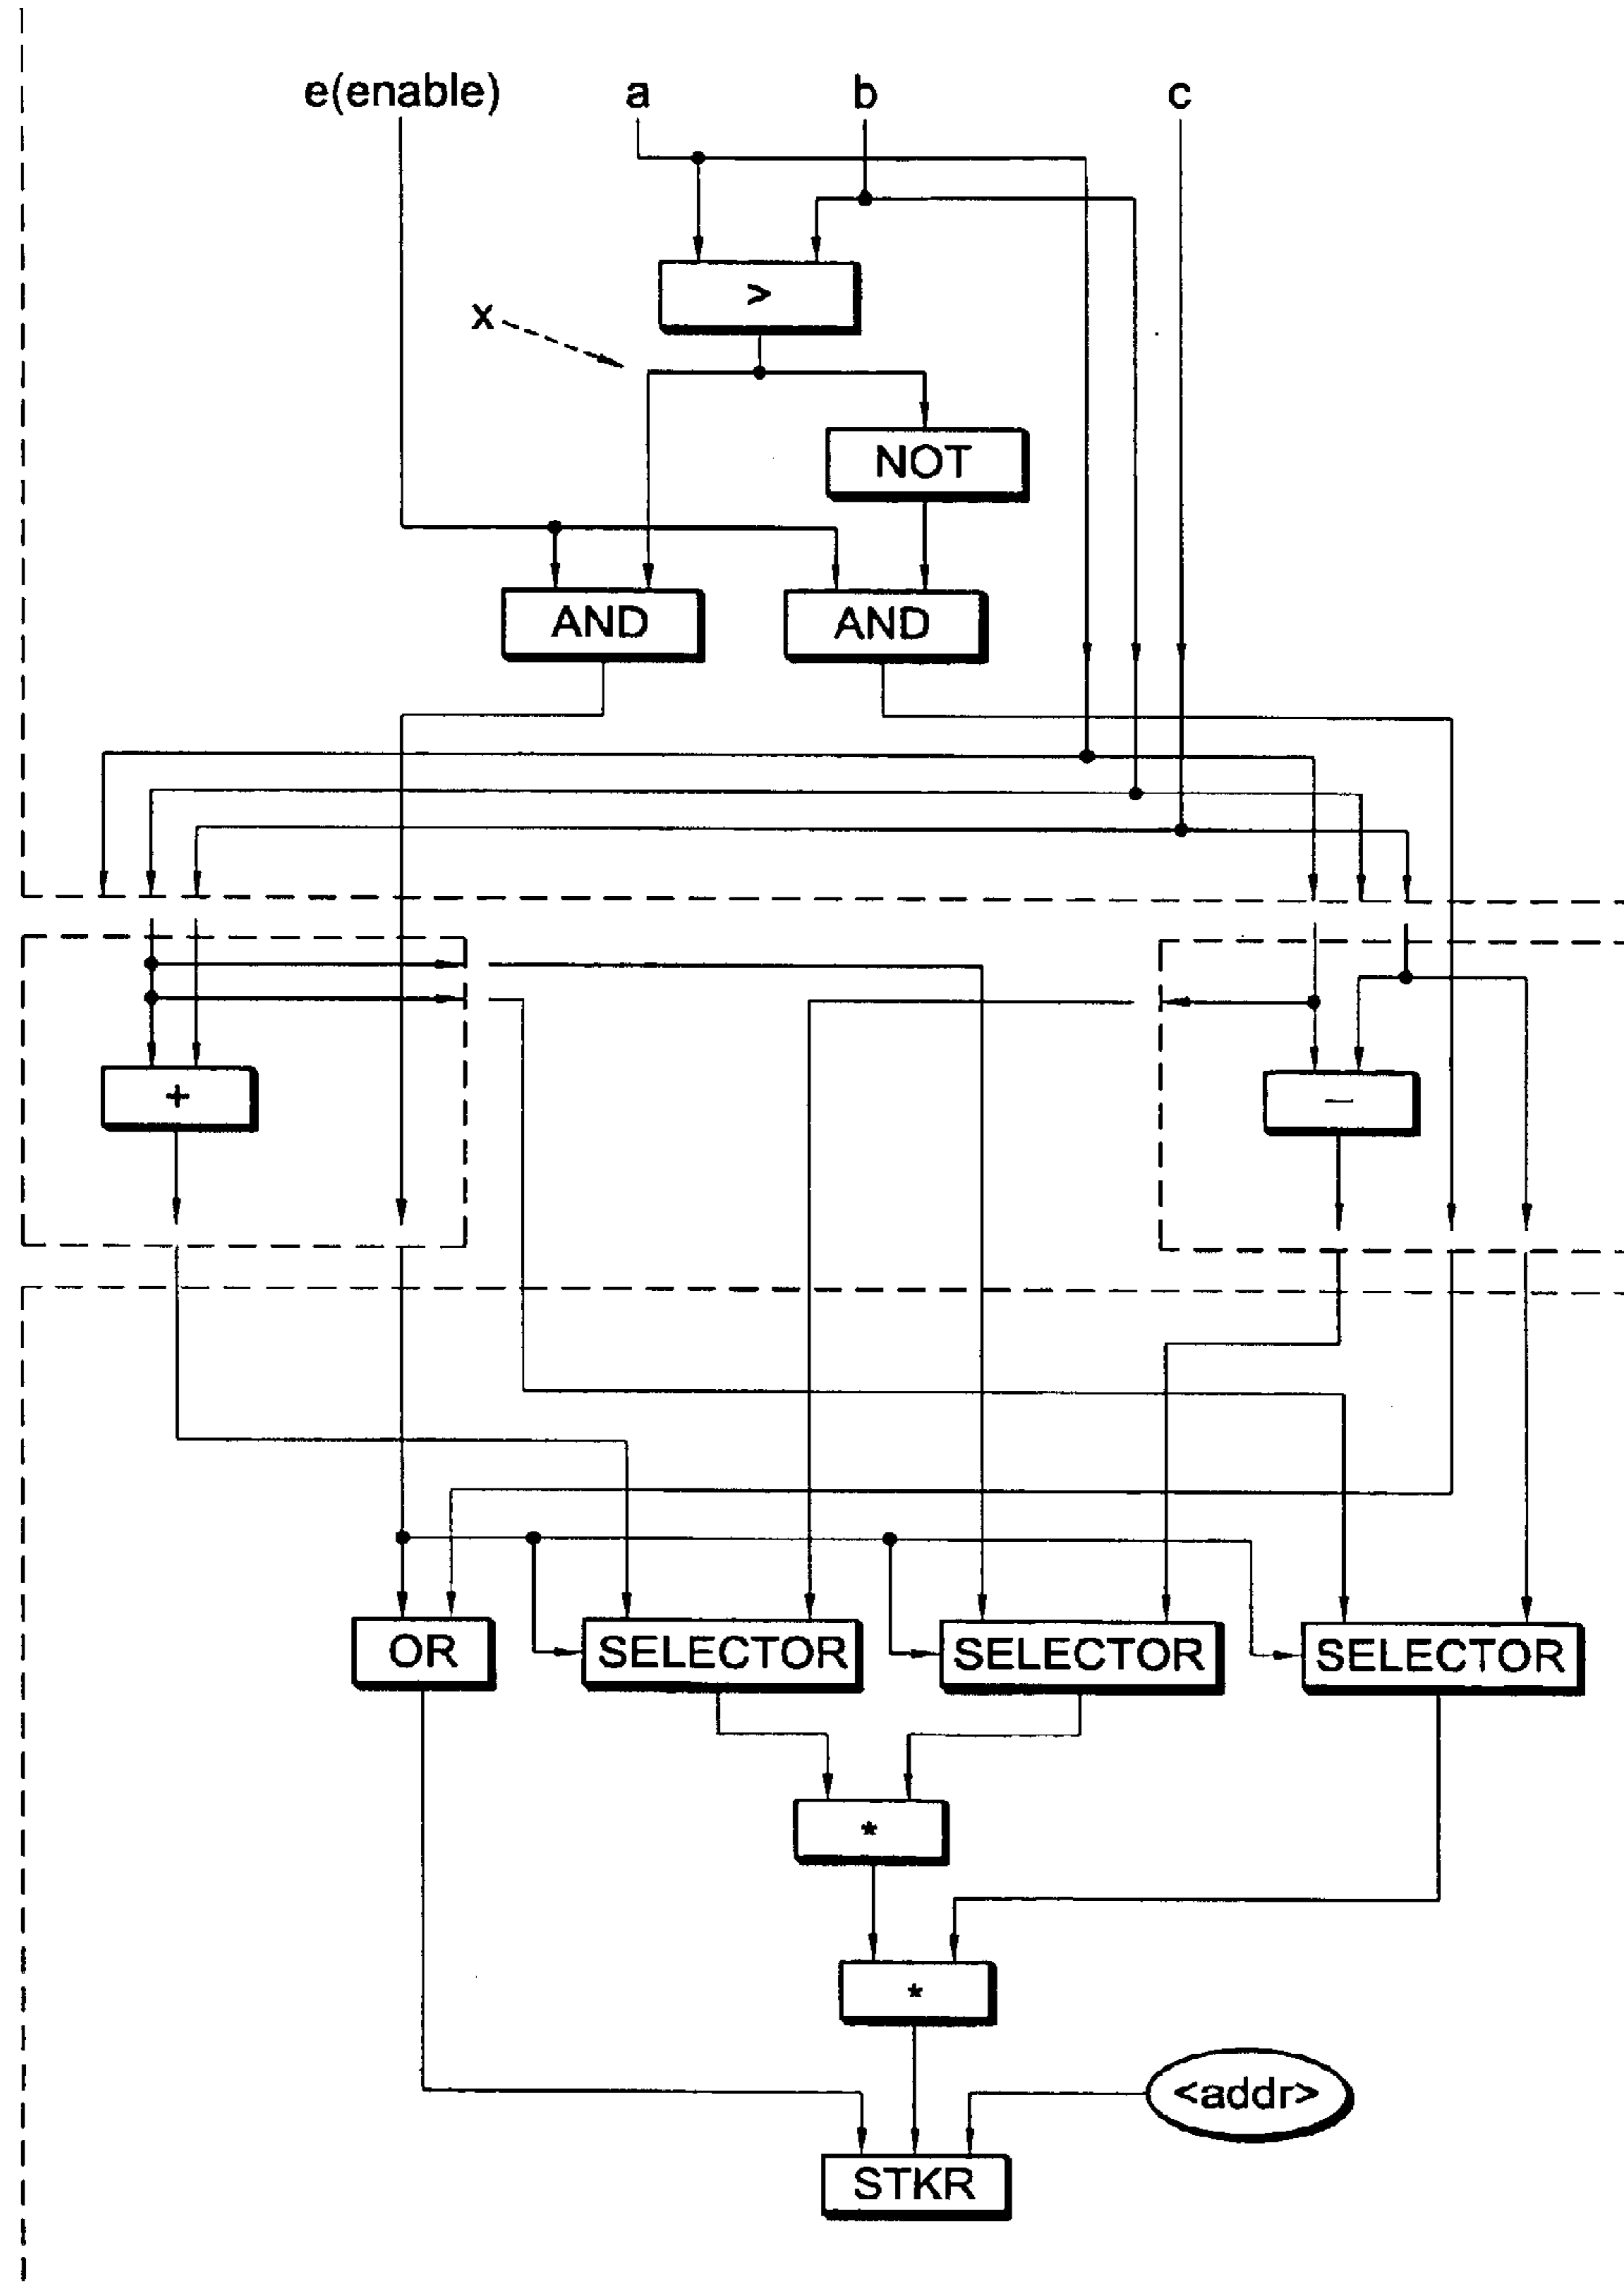 e(enable) a b c
>
x
NOT
AND AND
+ −
OR SELECTOR SELECTOR SELECTOR
*
*
<addr>
STKR